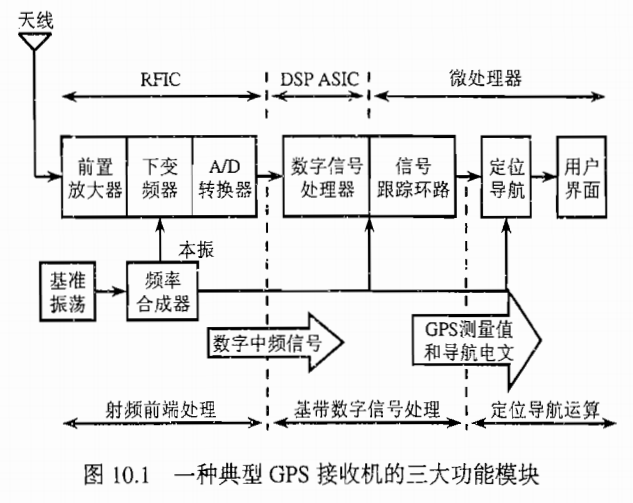 天线
RFIC
DSP ASIC
微处理器
前置
放大器
下变
频器
A/D
转换器
数字信号
处理器
信号
跟踪环路
定位
导航
用户
界面
本振
基准
振荡
频率
合成器
数字中频信号
GPS测量值
和导航电文
射频前端处理
基带数字信号处理
定位导航运算
图 10.1 一种典型 GPS 接收机的三大功能模块